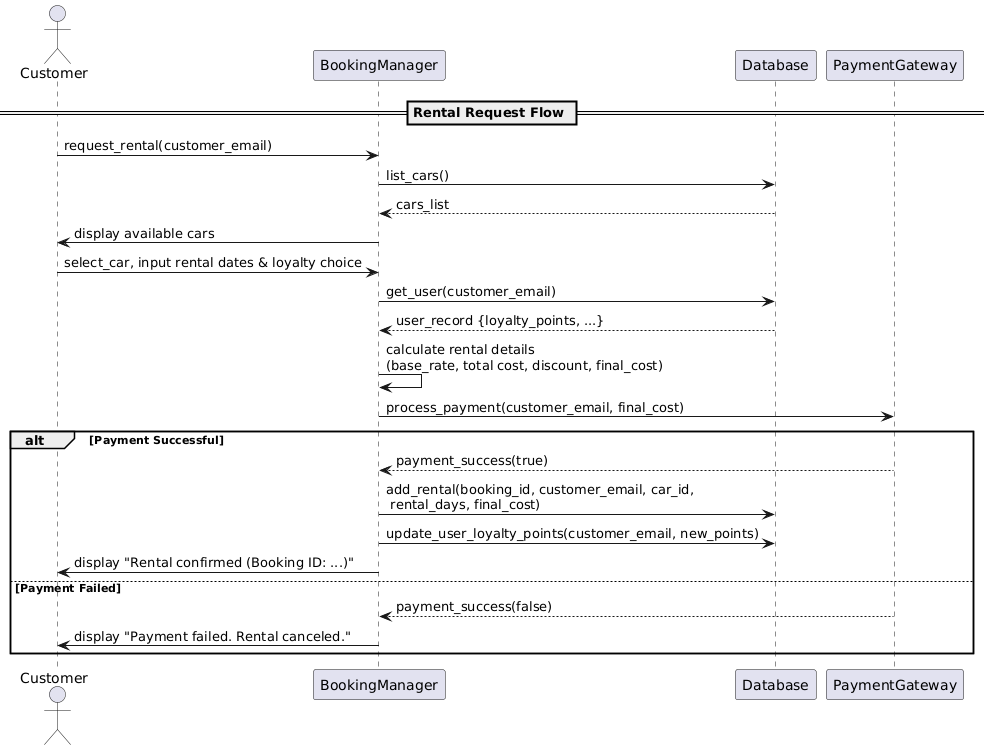 Customer
BookingManager
Database
PaymentGateway
Rental Request Flow
request_rental(customer_email)
list_cars()
cars_list
display available cars
select_car, input rental dates & loyalty choice
get_user(customer_email)
user_record {loyalty_points, ...}
calculate rental details
(base_rate, total cost, discount, final_cost)
process_payment(customer_email, final_cost)
alt
[Payment Successful]
payment_success(true)
add_rental(booking_id, customer_email, car_id,
rental_days, final_cost)
update_user_loyalty_points(customer_email, new_points)
display "Rental confirmed (Booking ID: ...)"
[Payment Failed]
payment_success(false)
display "Payment failed. Rental canceled."
Customer
BookingManager
Database
PaymentGateway